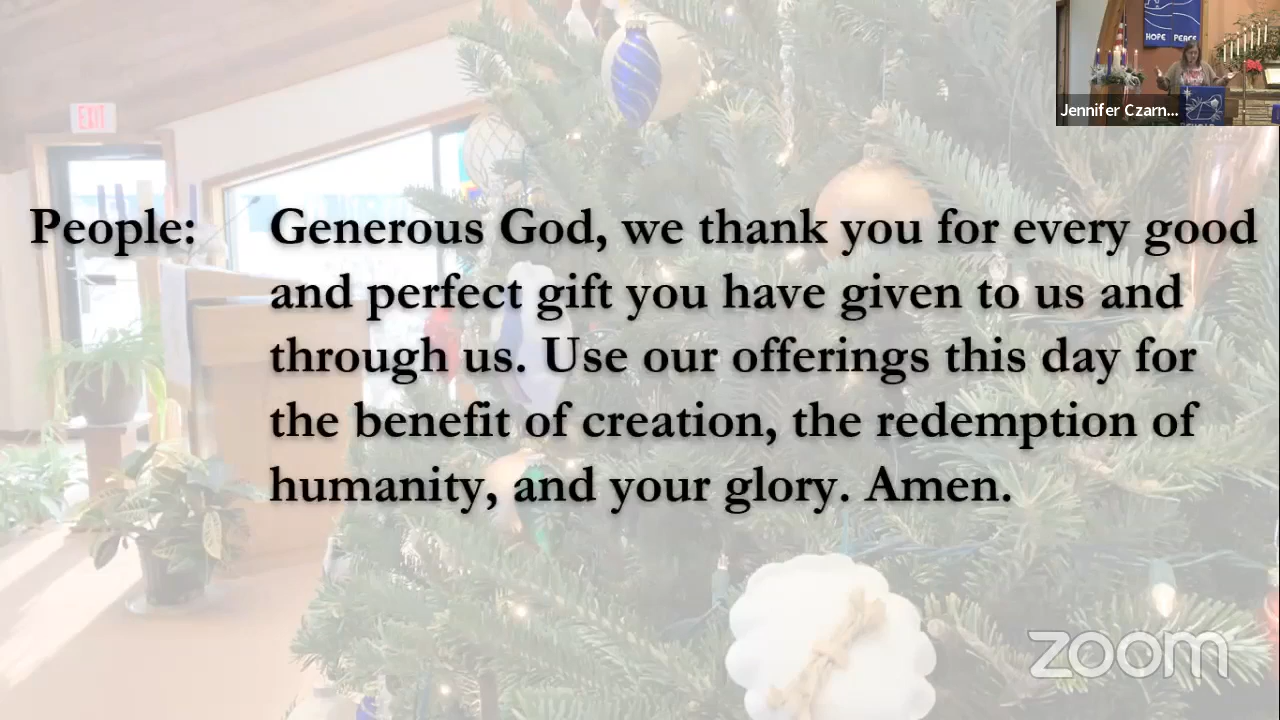 EXIT
HOPE PEACE
Jennifer Czarn...
People: Generous God, we thank you for every good
and perfect gift you have given to us and
through us. Use our offerings this day for
the benefit of creation, the redemption of
humanity, and your glory. Amen.
zoom